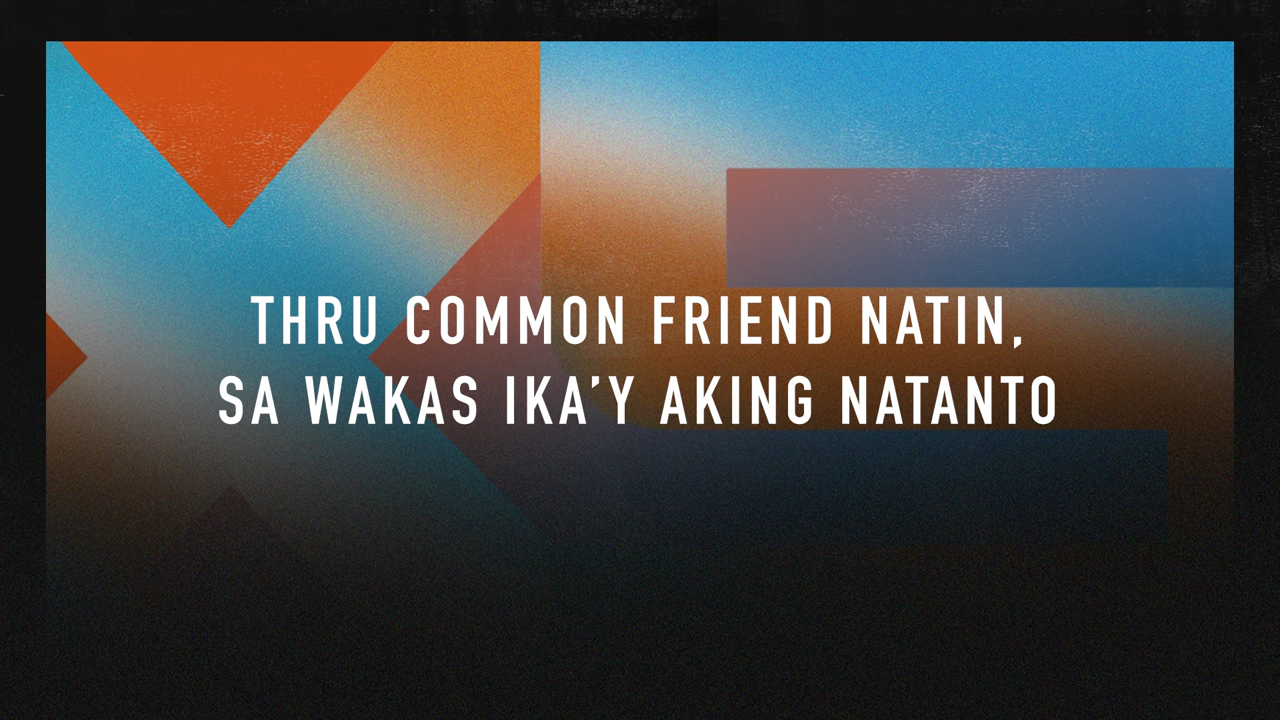 THRU COMMON FRIEND NATIN,
SA WAKAS IKA’Y AKING NATANTO